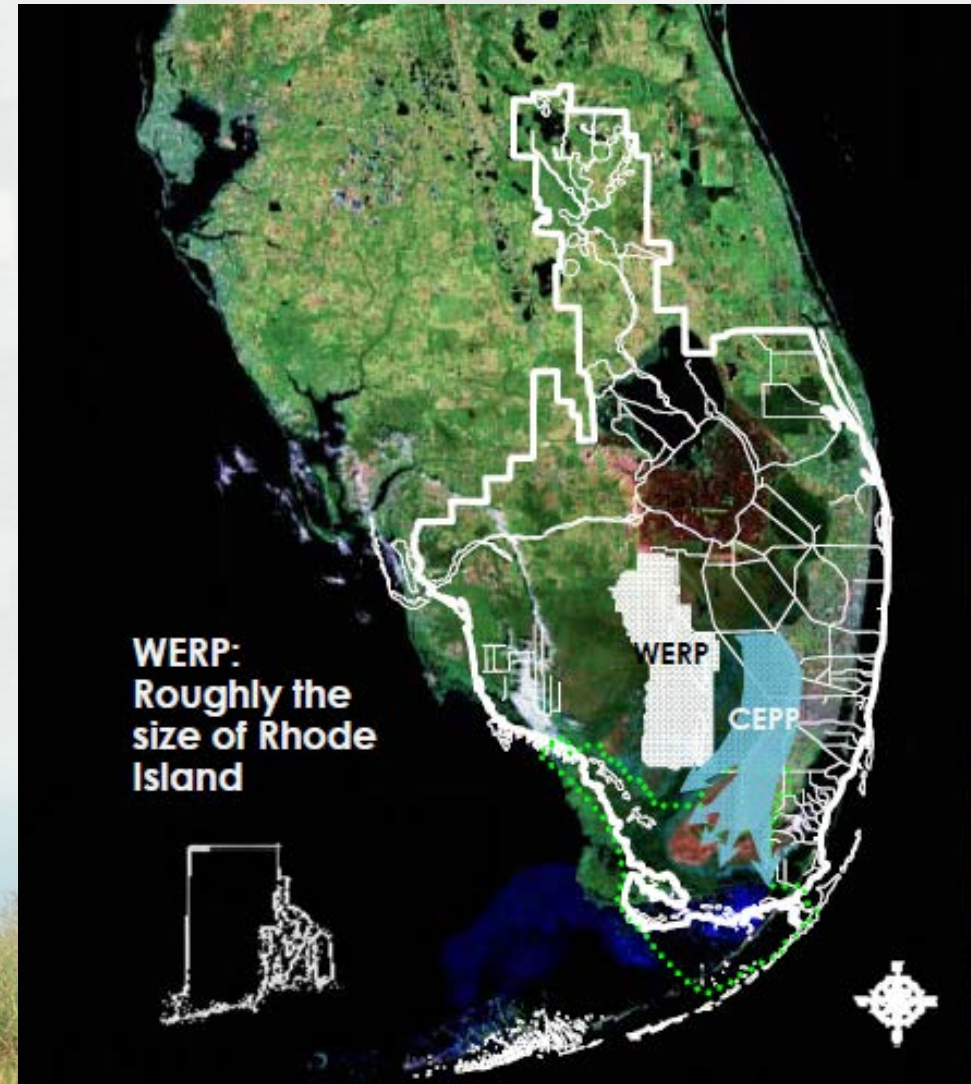 WERP
CEPP
WERP:
Roughly the
size of Rhode
Island